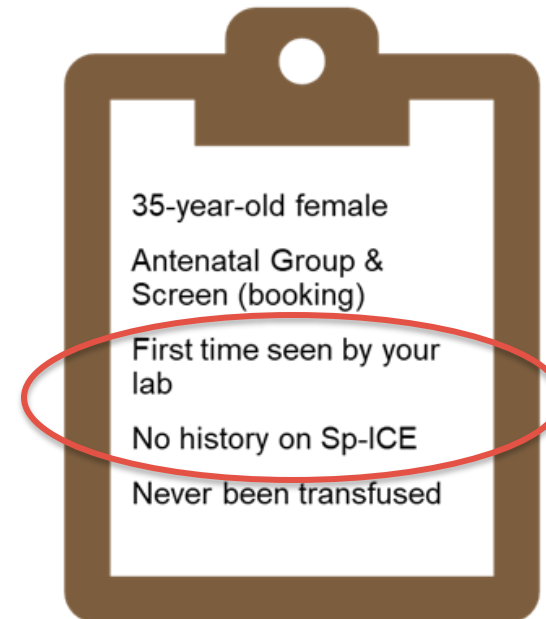 35-year-old female
Antenatal Group &
Screen (booking)
First time seen by your
lab
No history on Sp-ICE
Never been transfused